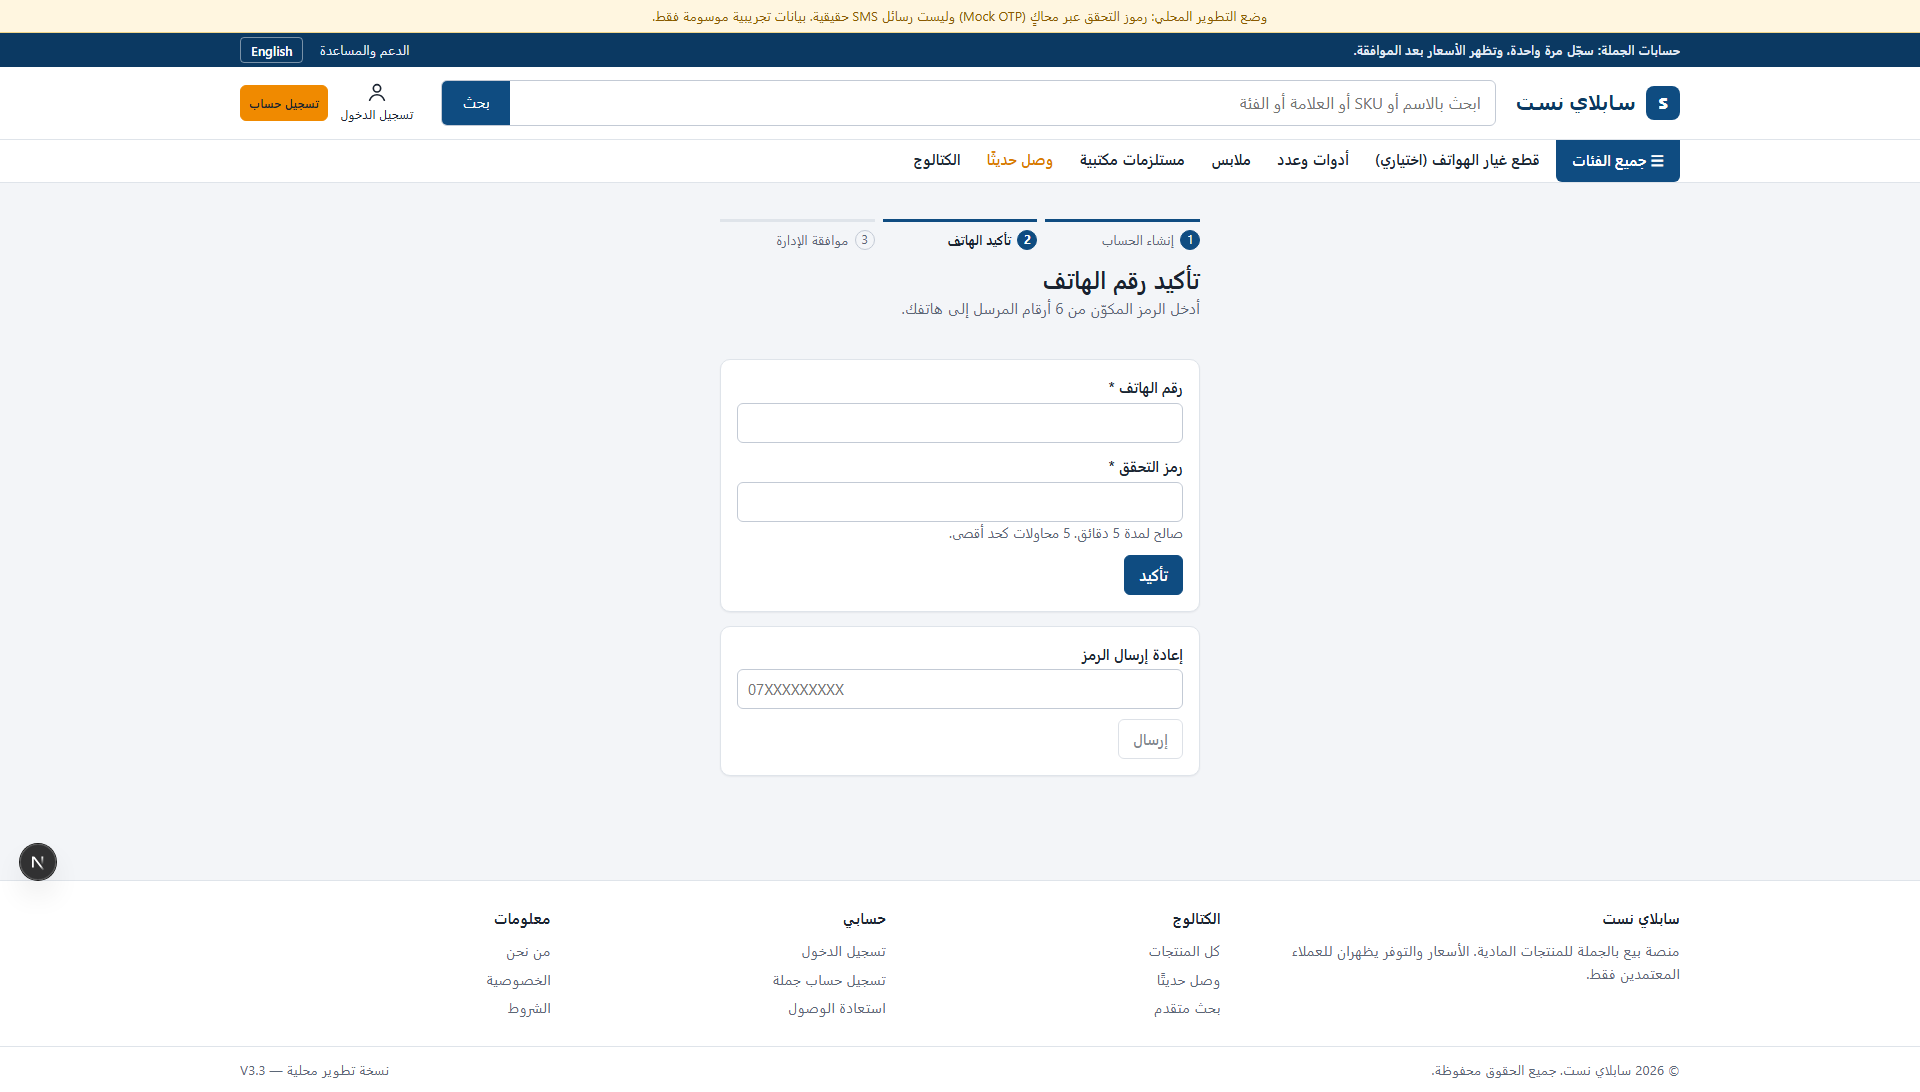 وضع التطوير المحلي: رموز التحقق عبر محاكٍ (Mock OTP) وليست رسائل SMS حقيقية. بيانات تجريبية موسومة فقط.
حسابات الجملة: سجّل مرة واحدة، وتظهر الأسعار بعد الموافقة.
الدعم والمساعدة
English
S
سابلاي نست
ابحث بالاسم أو SKU أو العلامة أو الفئة
بحث
تسجيل الدخول
تسجيل حساب
☰ جميع الفئات
قطع غيار الهواتف (اختياري)
أدوات وعدد
ملابس
مستلزمات مكتبية
وصل حديثًا
الكتالوج
1 إنشاء الحساب
2 تأكيد الهاتف
3 موافقة الإدارة
تأكيد رقم الهاتف
أدخل الرمز المكوّن من 6 أرقام المرسل إلى هاتفك.
رقم الهاتف *
رمز التحقق *
صالح لمدة 5 دقائق. 5 محاولات كحد أقصى.
تأكيد
إعادة إرسال الرمز
07XXXXXXXXX
إرسال
N
سابلاي نست
منصة بيع بالجملة للمنتجات المادية. الأسعار والتوفر يظهران للعملاء
المعتمدين فقط.
الكتالوج
كل المنتجات
وصل حديثًا
بحث متقدم
حسابي
تسجيل الدخول
تسجيل حساب جملة
استعادة الوصول
معلومات
من نحن
الخصوصية
الشروط
© 2026 سابلاي نست. جميع الحقوق محفوظة.
نسخة تطوير محلية — V3.3